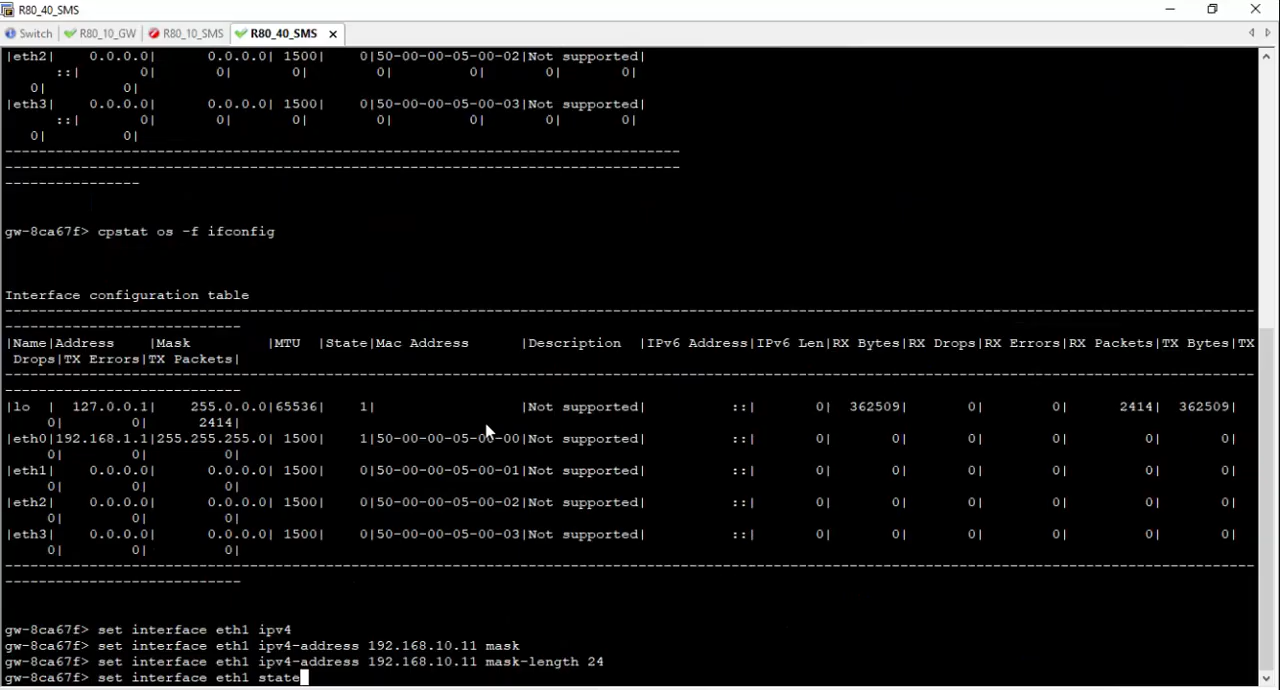 R80_40_SMS
Switch R80_10_GW R80_10_SMS R80_40_SMS
|eth2|    0.0.0.0|       0.0.0.0| 1500|     0|50-00-00-05-00-02|Not supported|
      ::|        0|        0|       0|         0|          0|        0|        0|
   0|          0|
|eth3|    0.0.0.0|       0.0.0.0| 1500|     0|50-00-00-05-00-03|Not supported|
      ::|        0|        0|       0|         0|          0|        0|        0|
   0|          0|
--------------------------------------------------------------------------------
--------------------------------------------------------------------------------
----------------
gw-8ca67f> cpstat os -f ifconfig
Interface configuration table
----------------------------------------------------------------------------------------------------------------------------------------------------
----------------------------
|Name|Address    |Mask         |MTU  |State|Mac Address      |Description  |IPv6 Address|IPv6 Len|RX Bytes|RX Drops|RX Errors|RX Packets|TX Bytes|TX
 Drops|TX Errors|TX Packets|
----------------------------------------------------------------------------------------------------------------------------------------------------
----------------------------
|lo  |  127.0.0.1|    255.0.0.0|65536|    1|                 |Not supported|          ::|       0|  362509|       0|        0|      2414|  362509|
     0|        0|      2414|
|eth0|192.168.1.1|255.255.255.0| 1500|    1|50-00-00-05-00-00|Not supported|          ::|       0|       0|       0|        0|         0|       0|
     0|        0|         0|
|eth1|    0.0.0.0|      0.0.0.0| 1500|    0|50-00-00-05-00-01|Not supported|          ::|       0|       0|       0|        0|         0|       0|
     0|        0|         0|
|eth2|    0.0.0.0|      0.0.0.0| 1500|    0|50-00-00-05-00-02|Not supported|          ::|       0|       0|       0|        0|         0|       0|
     0|        0|         0|
|eth3|    0.0.0.0|      0.0.0.0| 1500|    0|50-00-00-05-00-03|Not supported|          ::|       0|       0|       0|        0|         0|       0|
     0|        0|         0|
----------------------------------------------------------------------------------------------------------------------------------------------------
----------------------------
gw-8ca67f> set interface eth1 ipv4
gw-8ca67f> set interface eth1 ipv4-address 192.168.10.11 mask
gw-8ca67f> set interface eth1 ipv4-address 192.168.10.11 mask-length 24
gw-8ca67f> set interface eth1 state